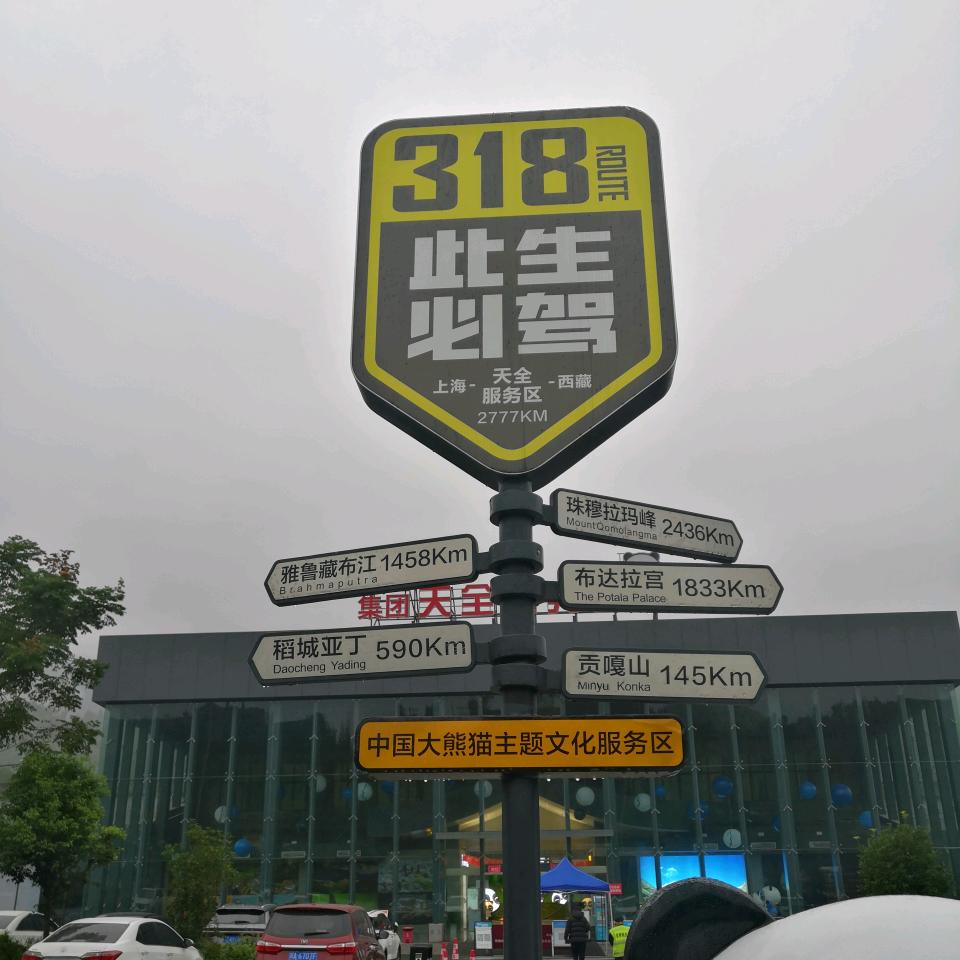 318
ROUTE
此生
必驾
上海-天全服务区-西藏
2777KM
珠穆拉玛峰 2436Km
MountQomolangma
雅鲁藏布江 1458Km
Brahmaputra
布达拉宫 1833Km
The Potala Palace
集团 天全
稻城亚丁 590Km
Daocheng Yading
贡嘎山 145Km
Minyu Konka
中国大熊猫主题文化服务区